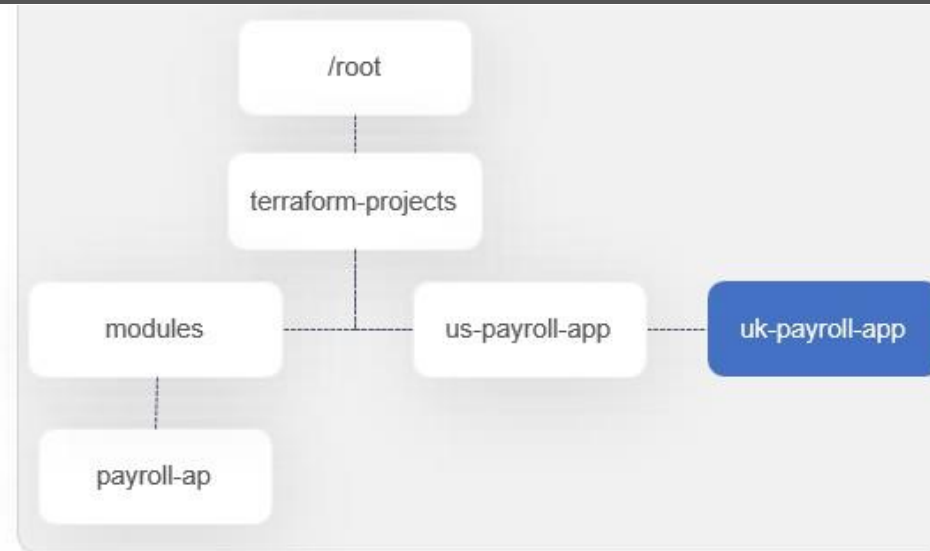 /root
terraform-projects
modules
us-payroll-app
uk-payroll-app
payroll-ap